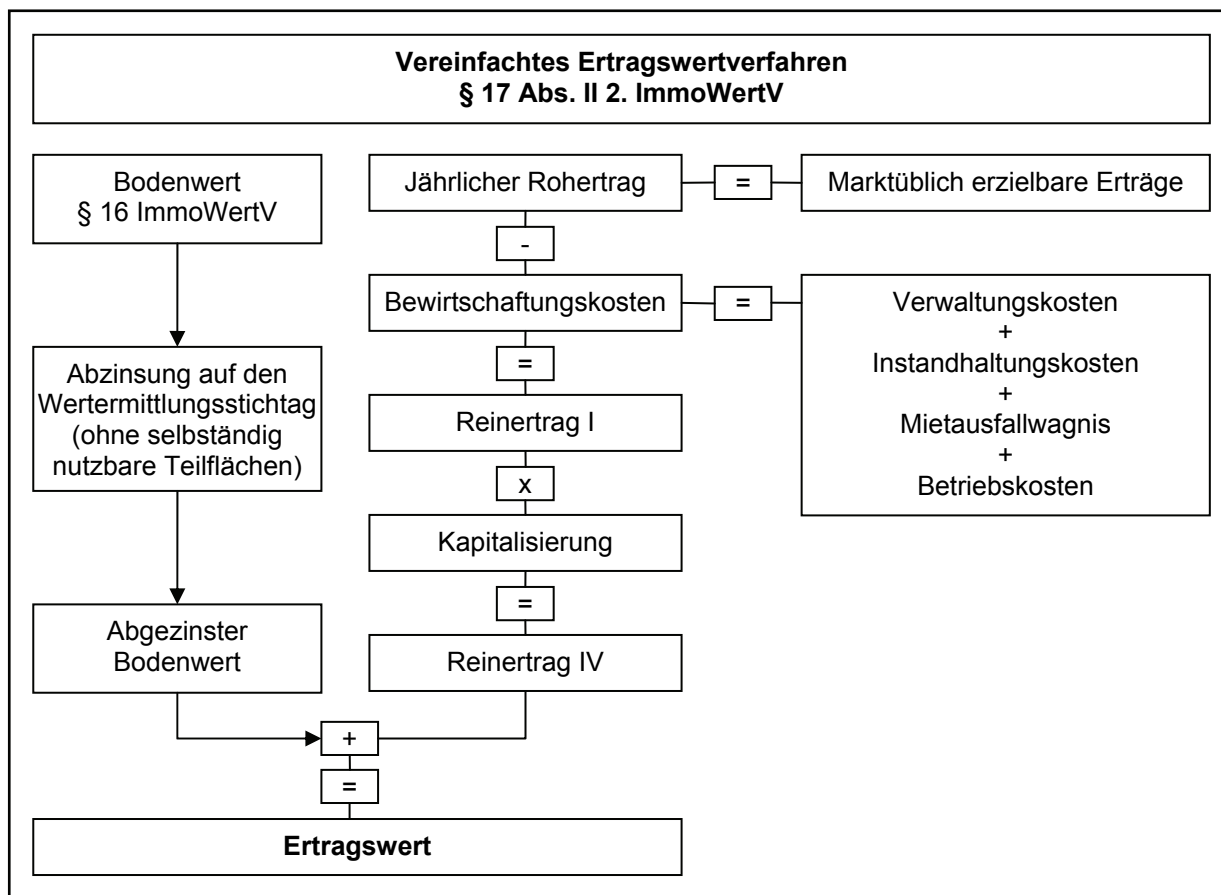 Vereinfachtes Ertragswertverfahren
§ 17 Abs. II 2. ImmoWertV
Bodenwert
§ 16 ImmoWertV
Jährlicher Rohertrag
=
Marktüblich erzielbare Erträge
-
Bewirtschaftungskosten
=
Verwaltungskosten
+
Instandhaltungskosten
+
Mietausfallwagnis
+
Betriebskosten
=
Abzinsung auf den
Wertermittlungsstichtag
(ohne selbständig
nutzbare Teilflächen)
Reinertrag I
x
Kapitalisierung
=
Abgezinster
Bodenwert
Reinertrag IV
+
=
Ertragswert